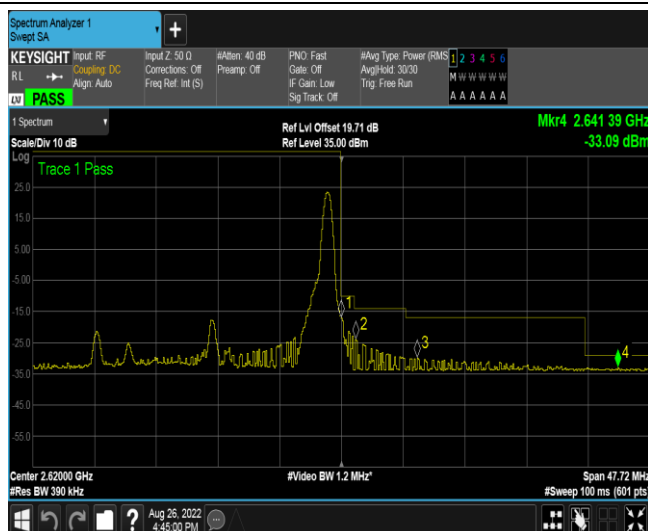 Spectrum Analyzer 1
Swept SA
+
KEYSIGHT Input: RF Input Z: 50 Ω #Atten: 40 dB PNO: Fast #Avg Type: Power (RMS 1 2 3 4 5 6
RL Coupling: DC Corrections: Off Preamp: Off Gate: Off Avg|Hold: 30/30 M W W W W W
Align: Auto Freq Ref: Int (S) IF Gain: Low Trig: Free Run
LXI PASS Sig Track: Off A A A A A A
1 Spectrum Ref Lvl Offset 19.71 dB Mkr4 2.641 39 GHz
Scale/Div 10 dB Ref Level 35.00 dBm -33.09 dBm
Log
Trace 1 Pass
25.0
15.0
5.00
-5.00
1
-15.0
2
3
4
-25.0
-35.0
-45.0
-55.0
Center 2.62000 GHz #Video BW 1.2 MHz* Span 47.72 MHz
#Res BW 390 kHz #Sweep 100 ms (601 pts)
? Aug 26, 2022
4:45:00 PM